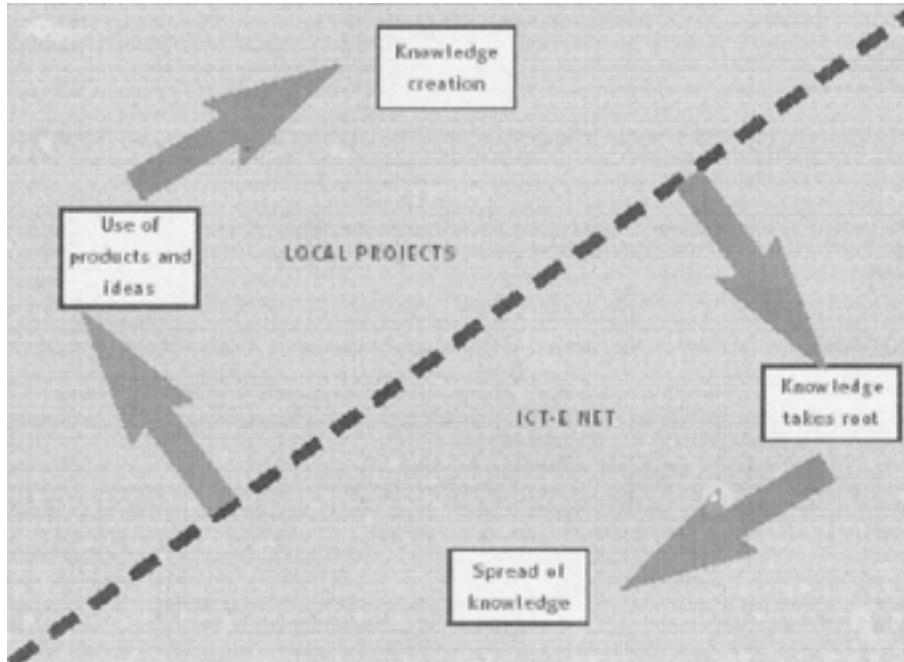 Knowledge
creation
Use of
products and
ideas
LOCAL PROJECTS
Knowledge
takes root
ICT-E NET
Spread of
knowledge